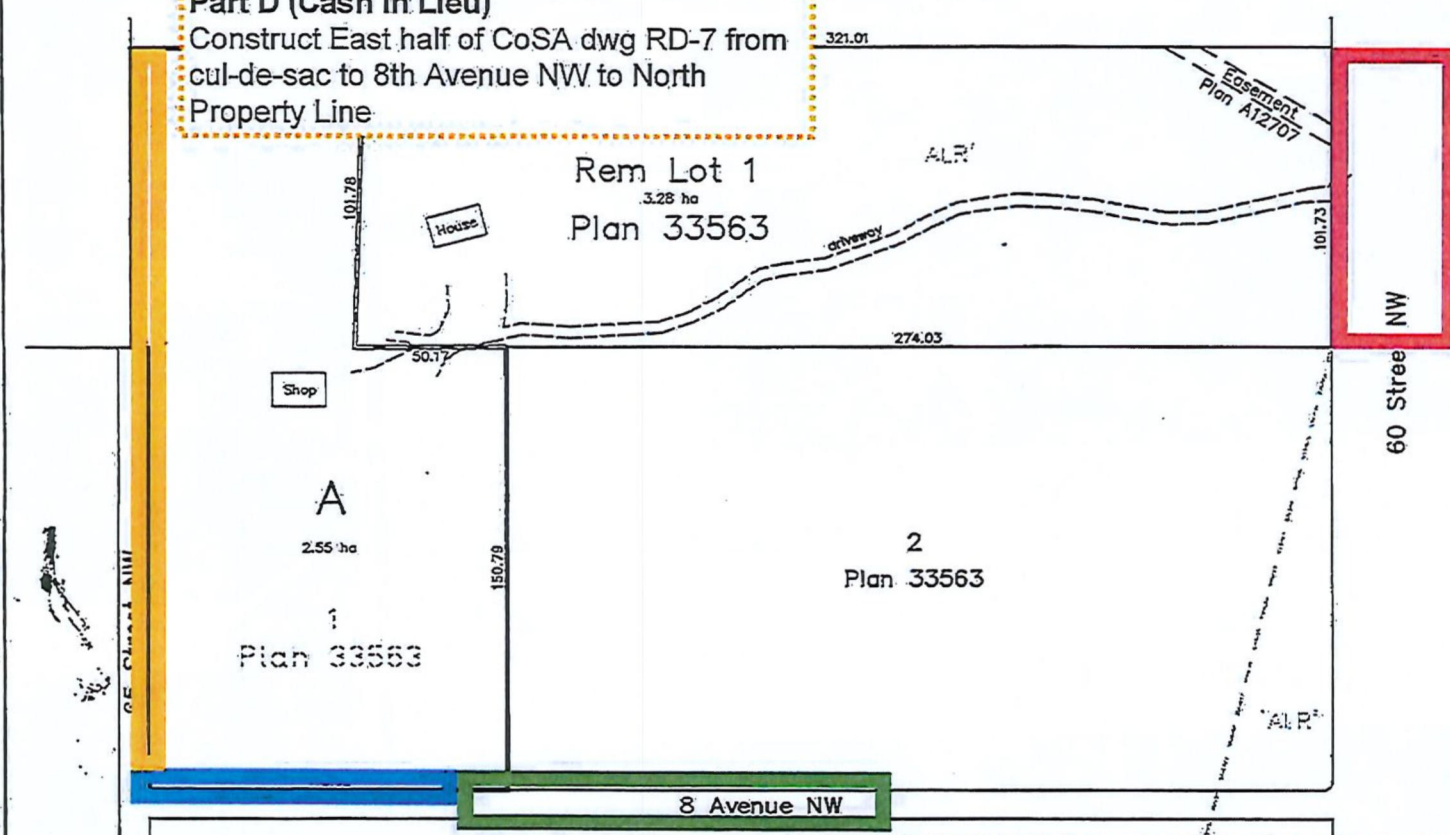 Part D (Cash in Lieu)
Construct East half of CoSA dwg RD-7 from
cul-de-sac to 8th Avenue NW to North
Property Line
321.01
Easement
Plan A12707
ALR
Rem Lot 1
3.28 ha
Plan 33563
101.78
House
driveway
101.73
60 Stree NW
50.17
274.03
Shop
A
2.55 ha
150.79
1
Plan 33563
2
Plan 33563
"ALR"
8 Avenue NW